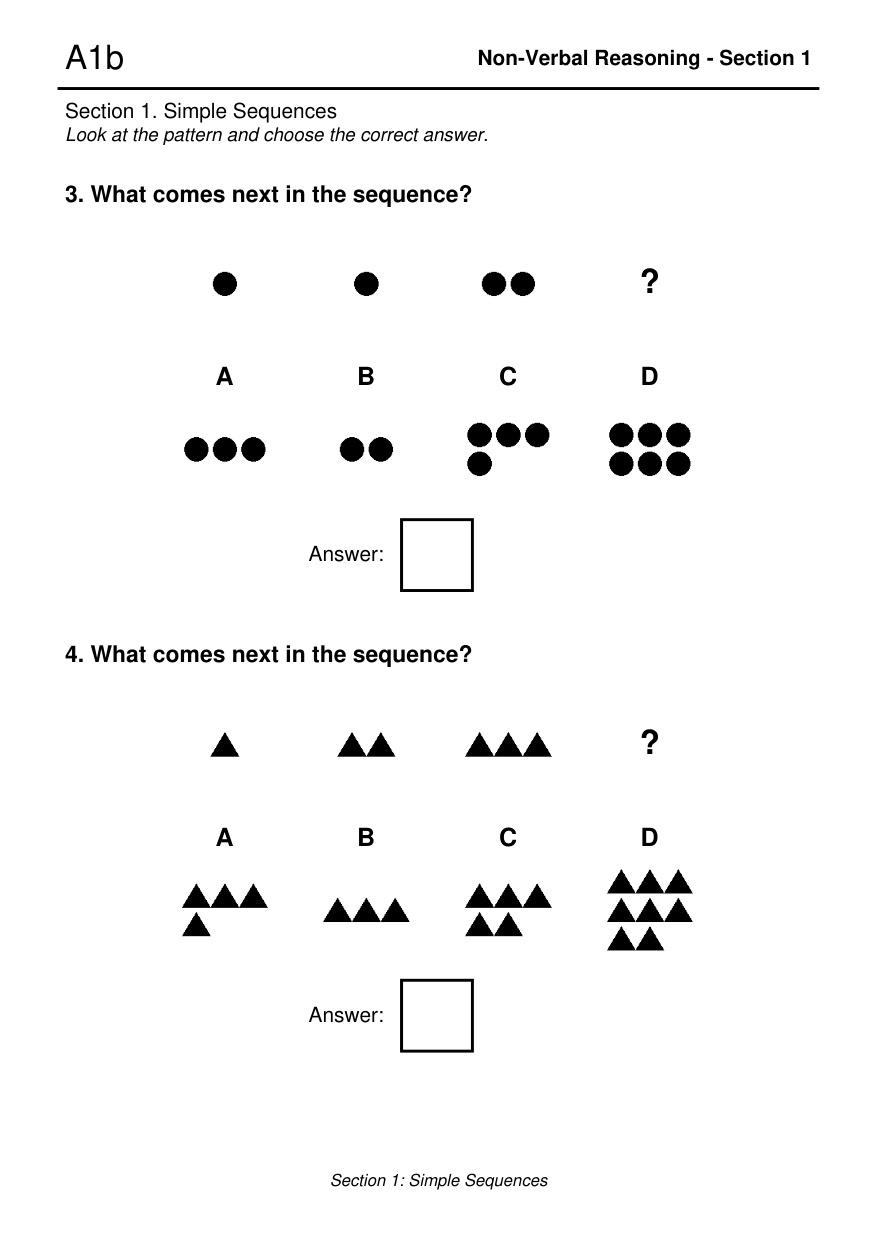 A1b
Non-Verbal Reasoning - Section 1
Section 1. Simple Sequences
Look at the pattern and choose the correct answer.
3. What comes next in the sequence?
?
A B C D
Answer:
4. What comes next in the sequence?
?
A B C D
Answer:
Section 1: Simple Sequences